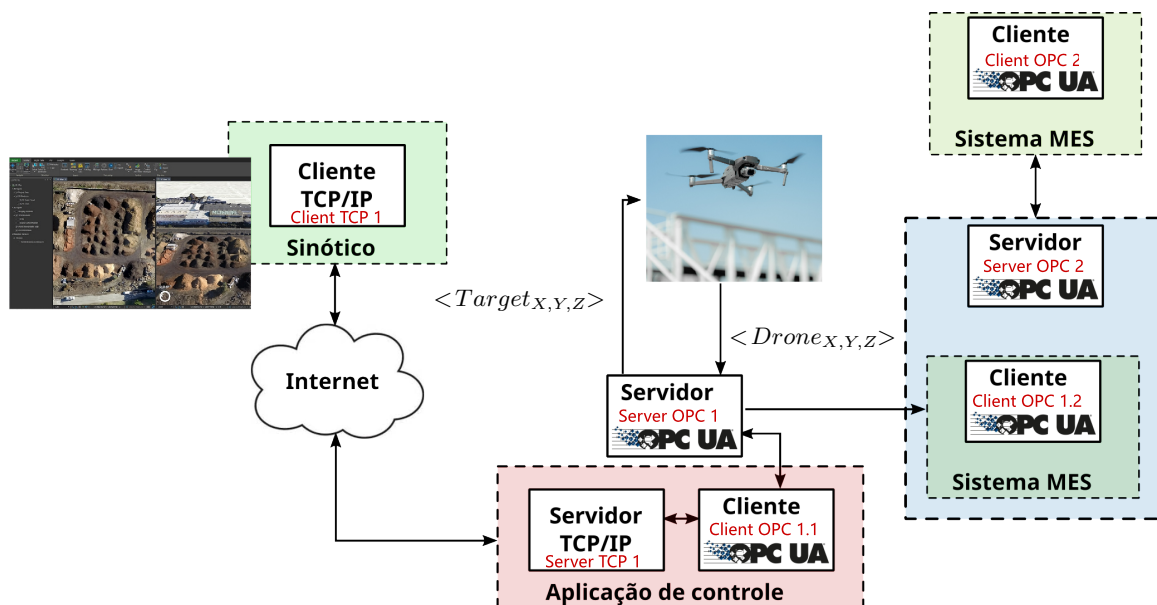 Cliente
Client OPC 2
OPC UA
Sistema MES
Cliente
TCP/IP
Client TCP 1
Sinótico
Servidor
Server OPC 2
OPC UA
<Target X,Y,Z>
<Drone X,Y,Z>
Internet
Servidor
Server OPC 1
OPC UA
Cliente
Client OPC 1.2
OPC UA
Sistema MES
Servidor
TCP/IP
Server TCP 1
Cliente
Client OPC 1.1
OPC UA
Aplicação de controle